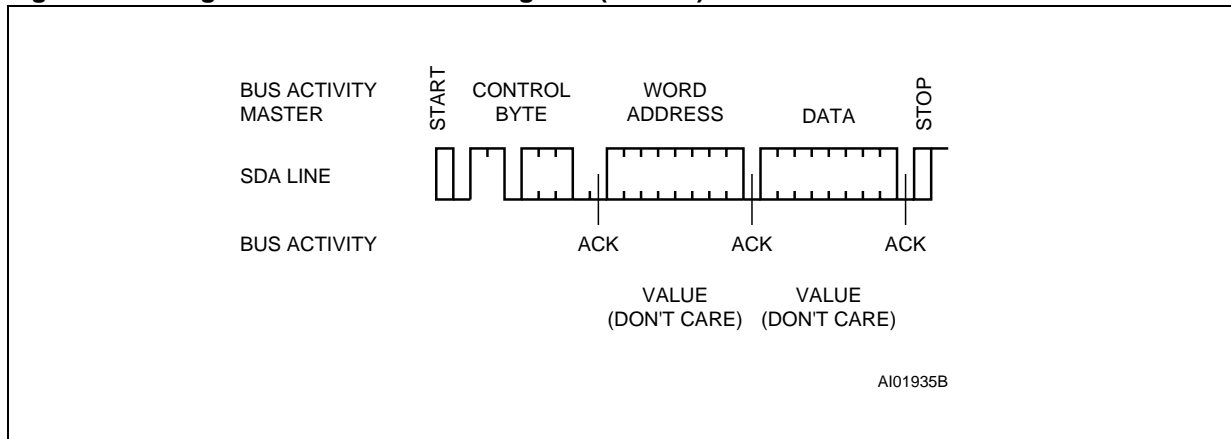 BUS ACTIVITY
MASTER
START
CONTROL
BYTE
WORD
ADDRESS
DATA
STOP
SDA LINE
BUS ACTIVITY
ACK
ACK
ACK
VALUE
(DON'T CARE)
VALUE
(DON'T CARE)
AI01935B